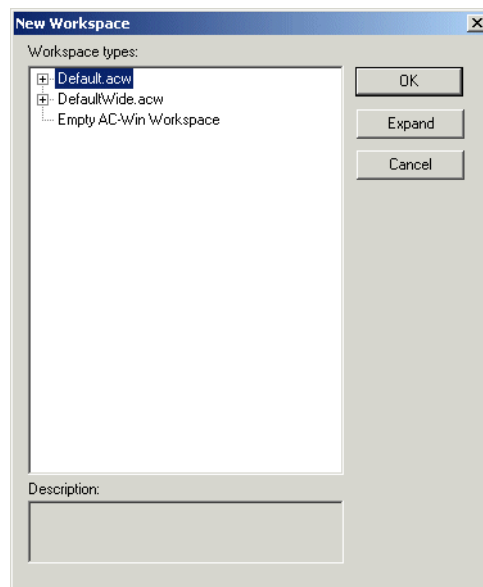 New Workspace
Workspace types:
Default.acw
OK
DefaultWide.acw
Empty AC-Win Workspace
Expand
Cancel
Description: